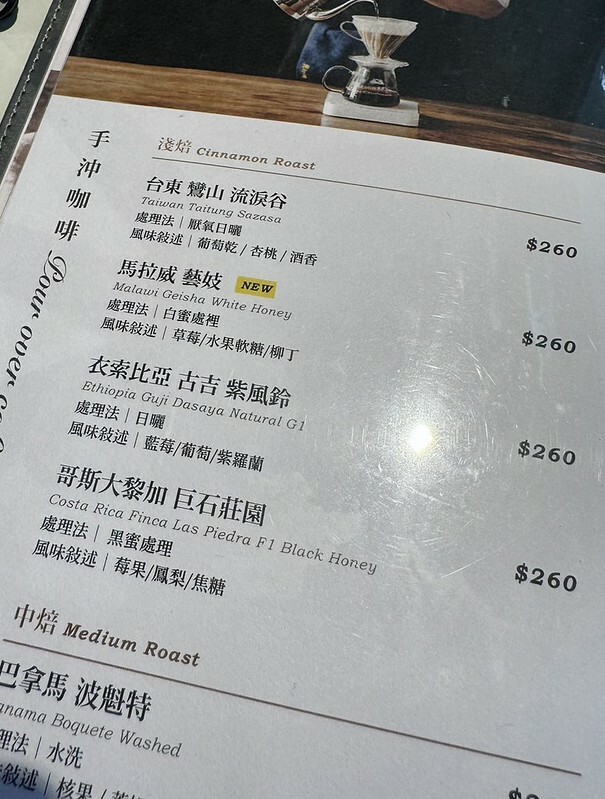 手沖咖啡 Pour over
淺焙 Cinnamon Roast
台東 鸞山 流淚谷
Taiwan Taitung Sazasa
處理法｜厭氧日曬
風味敍述｜葡萄乾/杏桃/酒香
$260
馬拉威 藝妓 NEW
Malawi Geisha White Honey
處理法｜白蜜處裡
風味敍述｜草莓/水果軟糖/柳丁
$260
衣索比亞 古吉 紫風鈴
Ethiopia Guji Dasaya Natural G1
處理法｜日曬
風味敍述｜藍莓/葡萄/紫羅蘭
$260
哥斯大黎加 巨石莊園
Costa Rica Finca Las Piedra F1 Black Honey
處理法｜黑蜜處理
風味敍述｜莓果/鳳梨/焦糖
$260
中焙 Medium Roast
巴拿馬 波魁特
anama Boquete Washed
理法｜水洗
敍述｜核果/